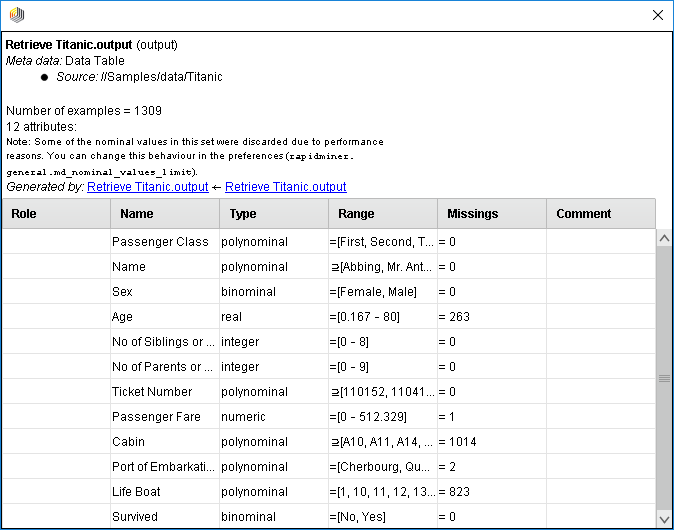 Retrieve Titanic.output (output)
Meta data: Data Table
● Source: //Samples/data/Titanic
Number of examples = 1309
12 attributes:
Note: Some of the nominal values in this set were discarded due to performance
reasons. You can change this behaviour in the preferences (rapidminer.
general.md_nominal_values_limit).
Generated by: Retrieve Titanic.output ← Retrieve Titanic.output
Role Name Type Range Missings Comment
Passenger Class polynominal =[First, Second, T... = 0
Name polynominal ⊇[Abbing, Mr. Ant... = 0
Sex binominal =[Female, Male] = 0
Age real =[0.167 - 80] = 263
No of Siblings or ... integer =[0 - 8] = 0
No of Parents or ... integer =[0 - 9] = 0
Ticket Number polynominal ⊇[110152, 11041... = 0
Passenger Fare numeric =[0 - 512.329] = 1
Cabin polynominal ⊇[A10, A11, A14, ... = 1014
Port of Embarkati... polynominal =[Cherbourg, Qu... = 2
Life Boat polynominal =[1, 10, 11, 12, 13... = 823
Survived binominal =[No, Yes] = 0